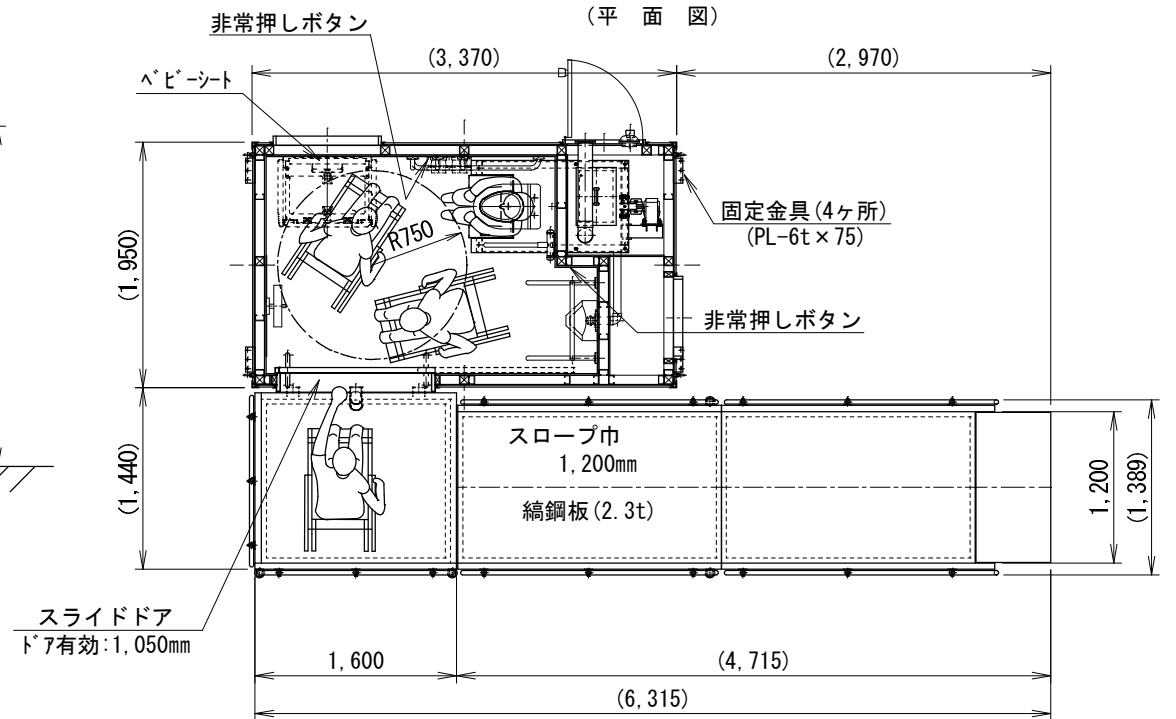 (平 面 図)
非常押しボタン
(3,370)
(2,970)
ﾍﾞﾋﾞｰｼｰﾄ
固定金具(4ヶ所)
(PL-6t×75)
R750
(1,950)
非常押しボタン
スロープ巾
1,200mm
縞鋼板(2.3t)
(1,440)
1,200
(1,389)
スライドドア
ﾄﾞｱ有効:1,050mm
1,600
(4,715)
(6,315)